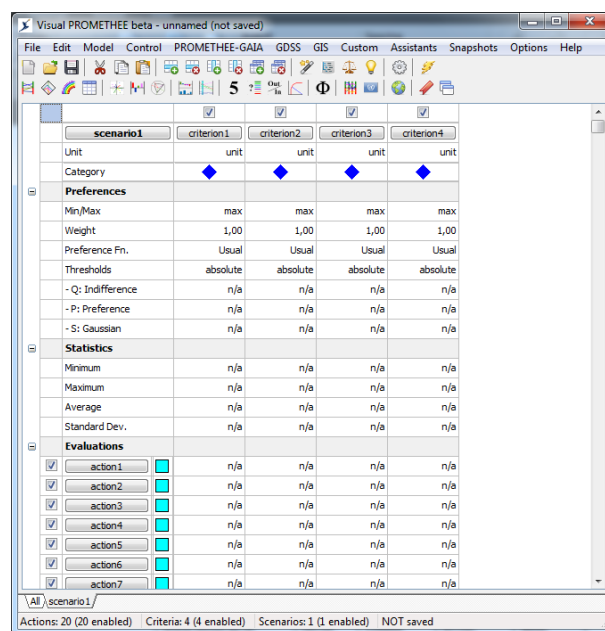 Visual PROMETHEE beta - unnamed (not saved)
File Edit Model Control PROMETHEE-GAIA GDSS GIS Custom Assistants Snapshots Options Help
5 Φ
scenario1 criterion1 criterion2 criterion3 criterion4
Unit unit unit unit unit
Category
Preferences
Min/Max max max max max
Weight 1,00 1,00 1,00 1,00
Preference Fn. Usual Usual Usual Usual
Thresholds absolute absolute absolute absolute
- Q: Indifference n/a n/a n/a n/a
- P: Preference n/a n/a n/a n/a
- S: Gaussian n/a n/a n/a n/a
Statistics
Minimum n/a n/a n/a n/a
Maximum n/a n/a n/a n/a
Average n/a n/a n/a n/a
Standard Dev. n/a n/a n/a n/a
Evaluations
action1 n/a n/a n/a n/a
action2 n/a n/a n/a n/a
action3 n/a n/a n/a n/a
action4 n/a n/a n/a n/a
action5 n/a n/a n/a n/a
action6 n/a n/a n/a n/a
action7 n/a n/a n/a n/a
All scenario1
Actions: 20 (20 enabled) Criteria: 4 (4 enabled) Scenarios: 1 (1 enabled) NOT saved